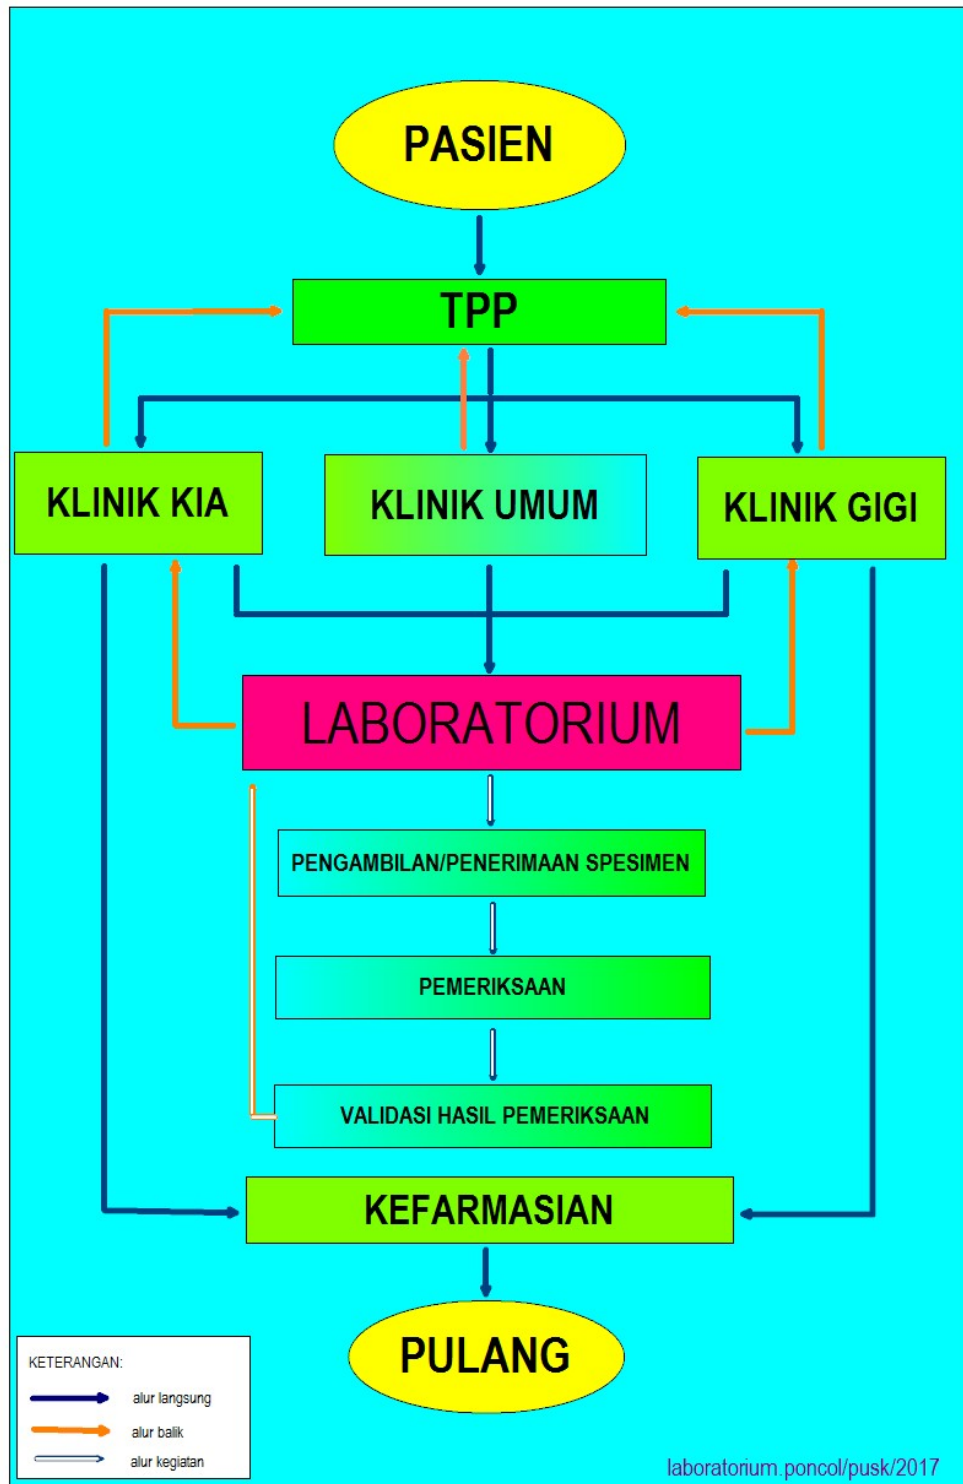 PASIEN
TPP
KLINIK KIA
KLINIK UMUM
KLINIK GIGI
LABORATORIUM
PENGAMBILAN/PENERIMAAN SPESIMEN
PEMERIKSAAN
VALIDASI HASIL PEMERIKSAAN
KEFARMASIAN
PULANG
KETERANGAN:
alur langsung
alur balik
alur kegiatan
laboratorium.poncol/pusk/2017